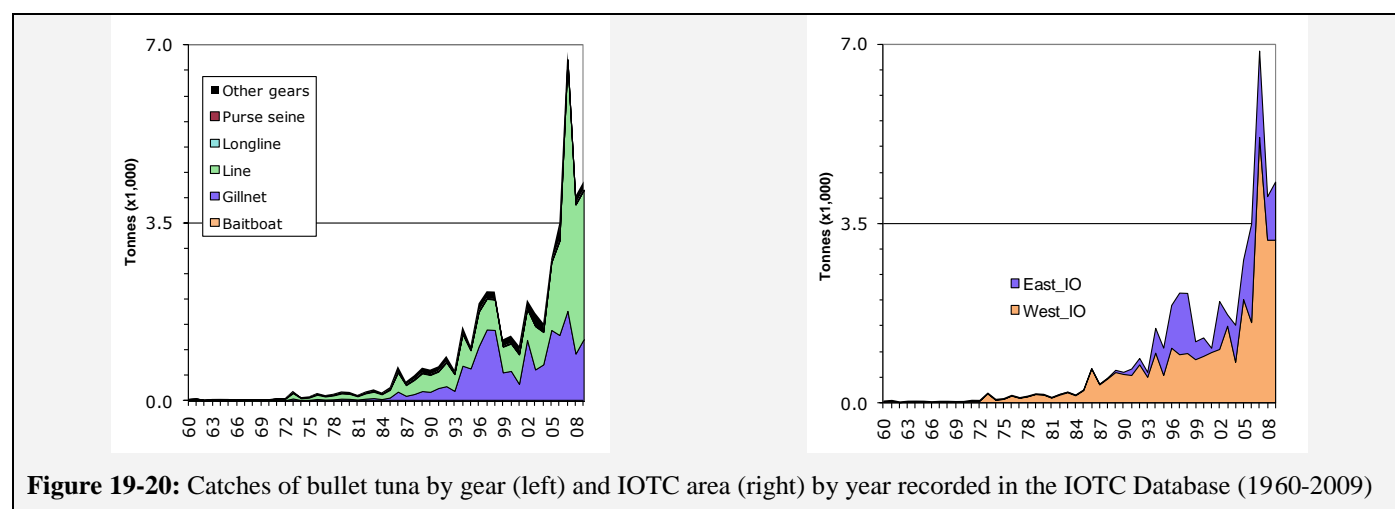 7.0
Other gears
Purse seine
Longline
Line
Gillnet
Baitboat
3.5
0.0
Tonnes (x1,000)
60 63 66 69 72 75 78 81 84 87 90 93 96 99 02 05 08
7.0
3.5
0.0
Tonnes (x1,000)
East_IO
West_IO
60 63 66 69 72 75 78 81 84 87 90 93 96 99 02 05 08
Figure 19-20: Catches of bullet tuna by gear (left) and IOTC area (right) by year recorded in the IOTC Database (1960-2009)